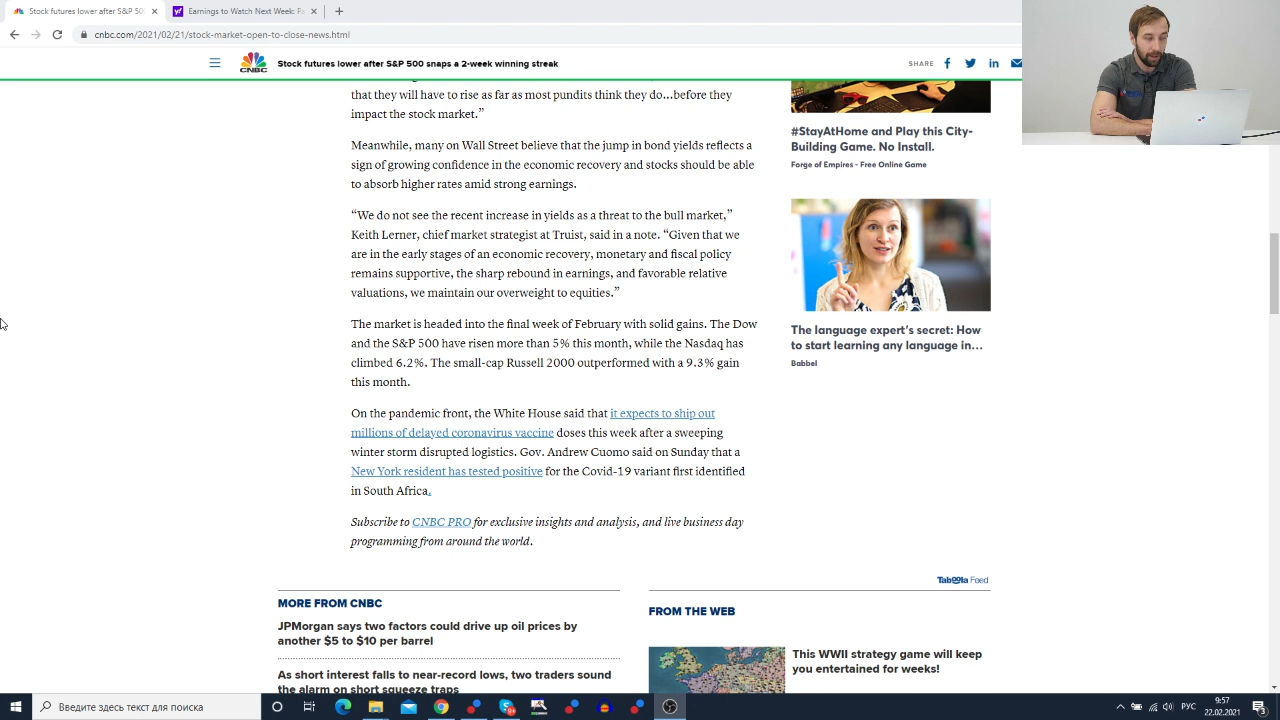 Stock futures lower after S&P 50
Earnings to Watch Next Week: Pa
cnbc.com/2021/02/21/stock-market-open-to-close-news.html
CNBC
Stock futures lower after S&P 500 snaps a 2-week winning streak
SHARE
that they will have to rise as far as most pundits think they do…before they
impact the stock market.”
Meanwhile, many on Wall Street believe that the jump in bond yields reflects a
sign of growing confidence in the economic recovery and stocks should be able
to absorb higher rates amid strong earnings.
“We do not see the recent increase in yields as a threat to the bull market,”
Keith Lerner, chief market strategist at Truist, said in a note. “Given that we
are in the early stages of an economic recovery, monetary and fiscal policy
remains supportive, the sharp rebound in earnings, and favorable relative
valuations, we maintain our overweight to equities.”
The market is headed into the final week of February with solid gains. The Dow
and the S&P 500 have risen more than 5% this month, while the Nasdaq has
climbed 6.2%. The small-cap Russell 2000 outperformed with a 9.3% gain
this month.
On the pandemic front, the White House said that it expects to ship out
millions of delayed coronavirus vaccine doses this week after a sweeping
winter storm disrupted logistics. Gov. Andrew Cuomo said on Sunday that a
New York resident has tested positive for the Covid-19 variant first identified
in South Africa.
Subscribe to CNBC PRO for exclusive insights and analysis, and live business day
programming from around the world.
#StayAtHome and Play this City-
Building Game. No Install.
Forge of Empires - Free Online Game
The language expert's secret: How
to start learning any language in…
Babbel
Taboola Feed
MORE FROM CNBC
JPMorgan says two factors could drive up oil prices by
another $5 to $10 per barrel
As short interest falls to near-record lows, two traders sound
the alarm on short squeeze traps
FROM THE WEB
This WWII strategy game will keep
you entertained for weeks!
Введите здесь текст для поиска
РУС
9:57
22.02.2021